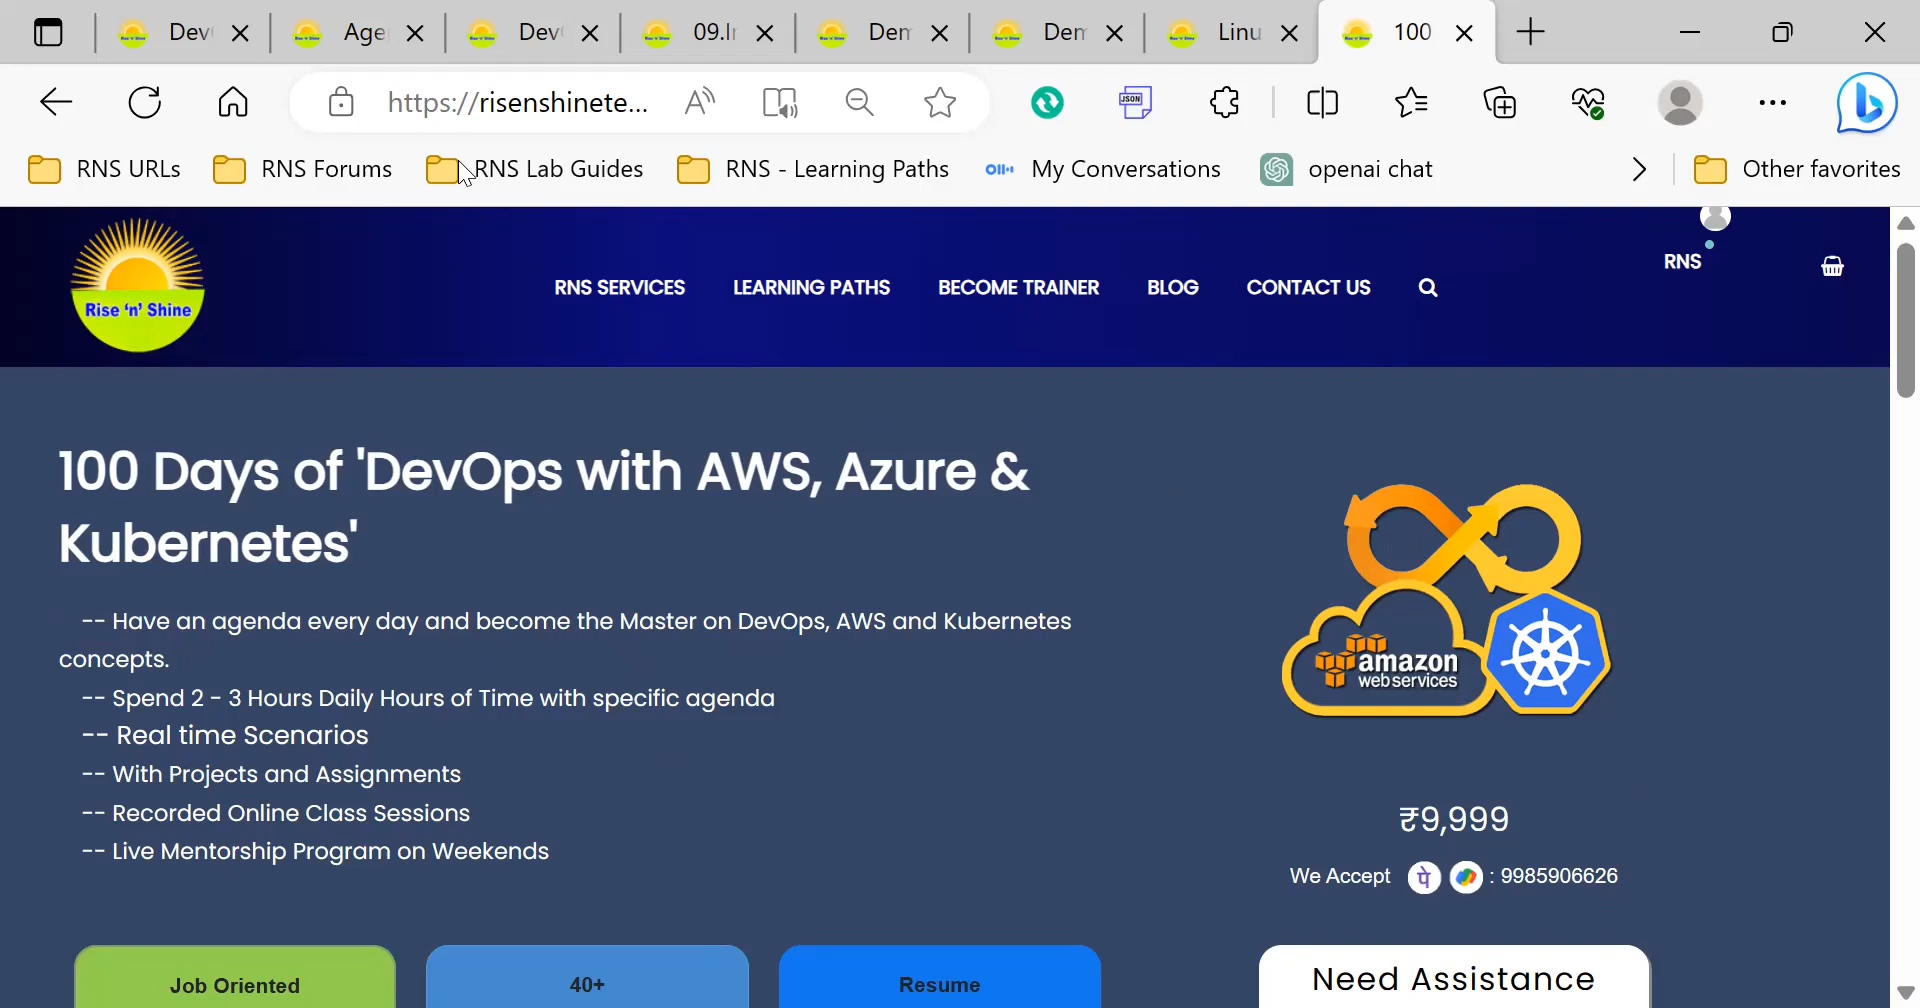 Dev
Age
Dev
09.Ir
Dem
Dem
Linu
100
https://risenshinete...
JSON
RNS URLs
RNS Forums
RNS Lab Guides
RNS - Learning Paths
My Conversations
openai chat
Other favorites
Rise 'n' Shine
RNS SERVICES
LEARNING PATHS
BECOME TRAINER
BLOG
CONTACT US
RNS
100 Days of 'DevOps with AWS, Azure &
Kubernetes'
-- Have an agenda every day and become the Master on DevOps, AWS and Kubernetes
concepts.
-- Spend 2 - 3 Hours Daily Hours of Time with specific agenda
-- Real time Scenarios
-- With Projects and Assignments
-- Recorded Online Class Sessions
-- Live Mentorship Program on Weekends
amazon
web services
₹9,999
We Accept पे : 9985906626
Job Oriented
40+
Resume
Need Assistance